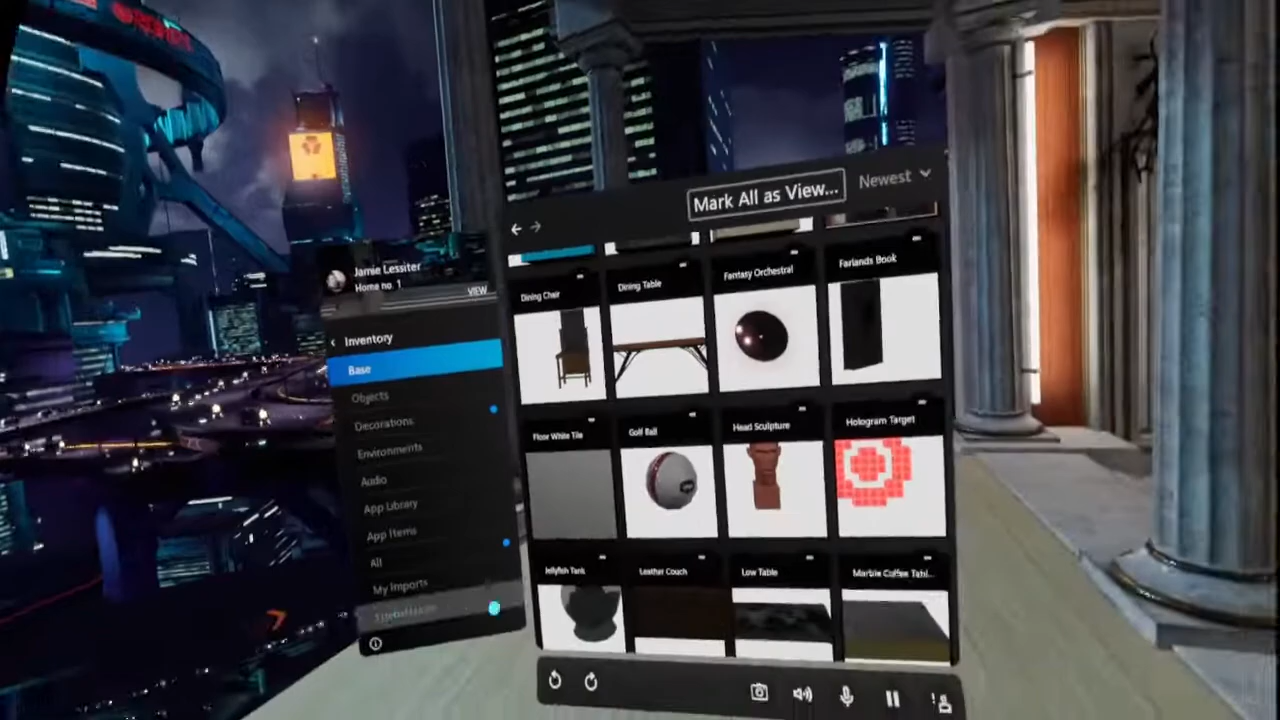 Mark All as View...
Newest
Jamie Lessiter
Home no. 1
VIEW
Inventory
Base
Objects
Decorations
Environments
Audio
App Library
App Items
All
My Imports
Dining Chair
Dining Table
Fantasy Orchestral
Farlands Book
Floor White Tile
Golf Ball
Head Sculpture
Hologram Target
Jellyfish Tank
Leather Couch
Low Table
Marble Coffee Tabl...